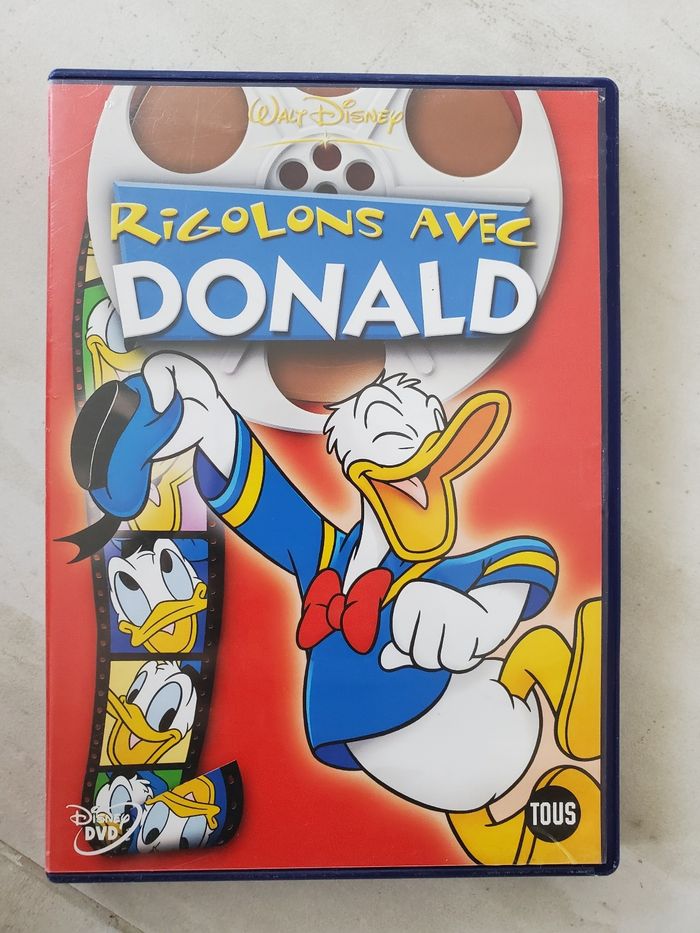 WALT DISNEY
RIGOLONS AVEC
DONALD
DISNEY
DVD
TOUS